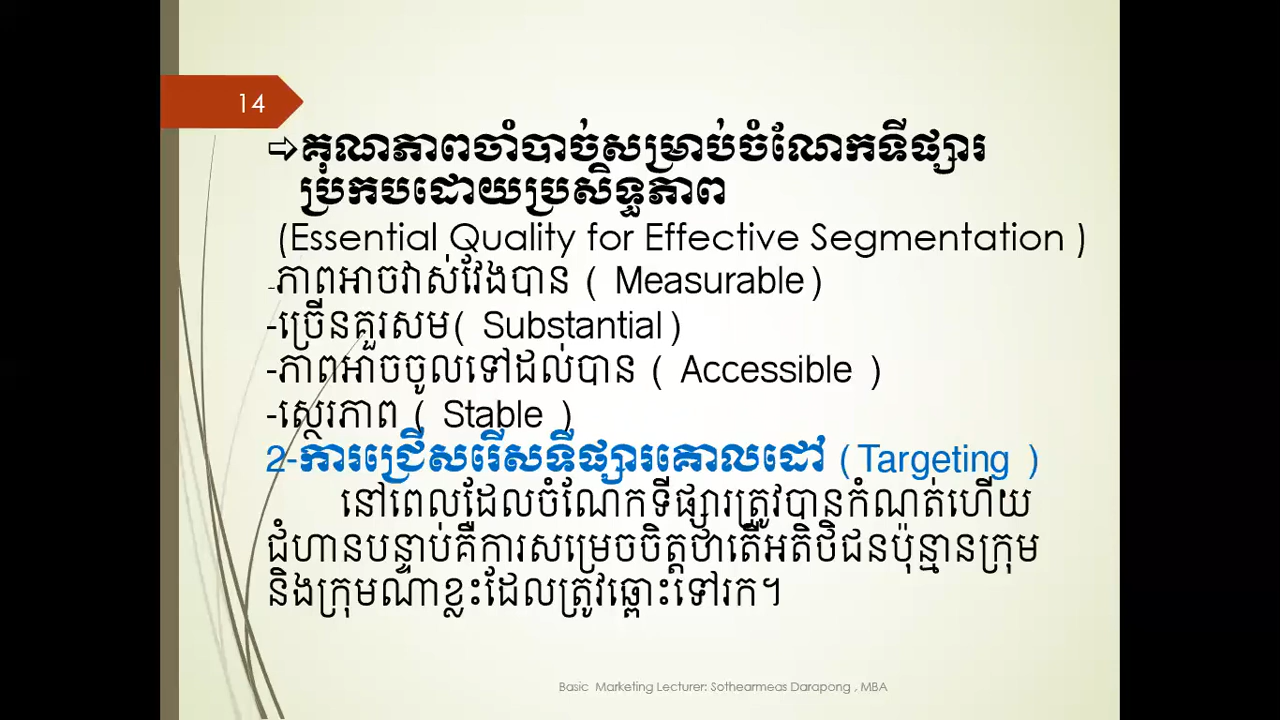 14
⇨គុណភាពចាំបាច់សម្រាប់ចំណែកទីផ្សារ
ប្រកបដោយប្រសិទ្ធភាព
(Essential Quality for Effective Segmentation )
-ភាពអាចវាស់វែងបាន ( Measurable)
-ច្រើនគួរសម( Substantial)
-ភាពអាចចូលទៅដល់បាន ( Accessible )
-ស្ថេរភាព ( Stable )
2-ការជ្រើសរើសទីផ្សារគោលដៅ (Targeting )
នៅពេលដែលចំណែកទីផ្សារត្រូវបានកំណត់ហើយ
ជំហានបន្ទាប់គឺការសម្រេចចិត្តថាតើអតិថិជនប៉ុន្មានក្រុម
និងក្រុមណាខ្លះដែលត្រូវឆ្ពោះទៅរក។
Basic Marketing Lecturer: Sothearmeas Darapong , MBA